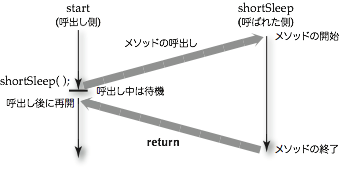 start
(呼出し側)
shortSleep
(呼ばれた側)
メソッドの呼出し
メソッドの開始
shortSleep( );
呼出し中は待機
呼出し後に再開
return
メソッドの終了